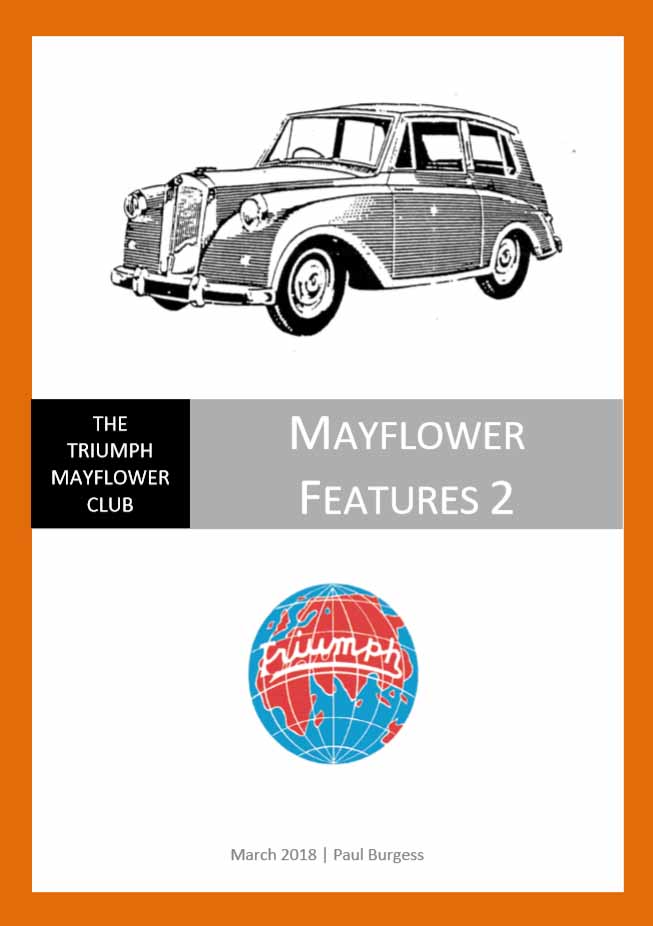 THE
TRIUMPH
MAYFLOWER
CLUB
MAYFLOWER
FEATURES 2
Triumph
March 2018 | Paul Burgess